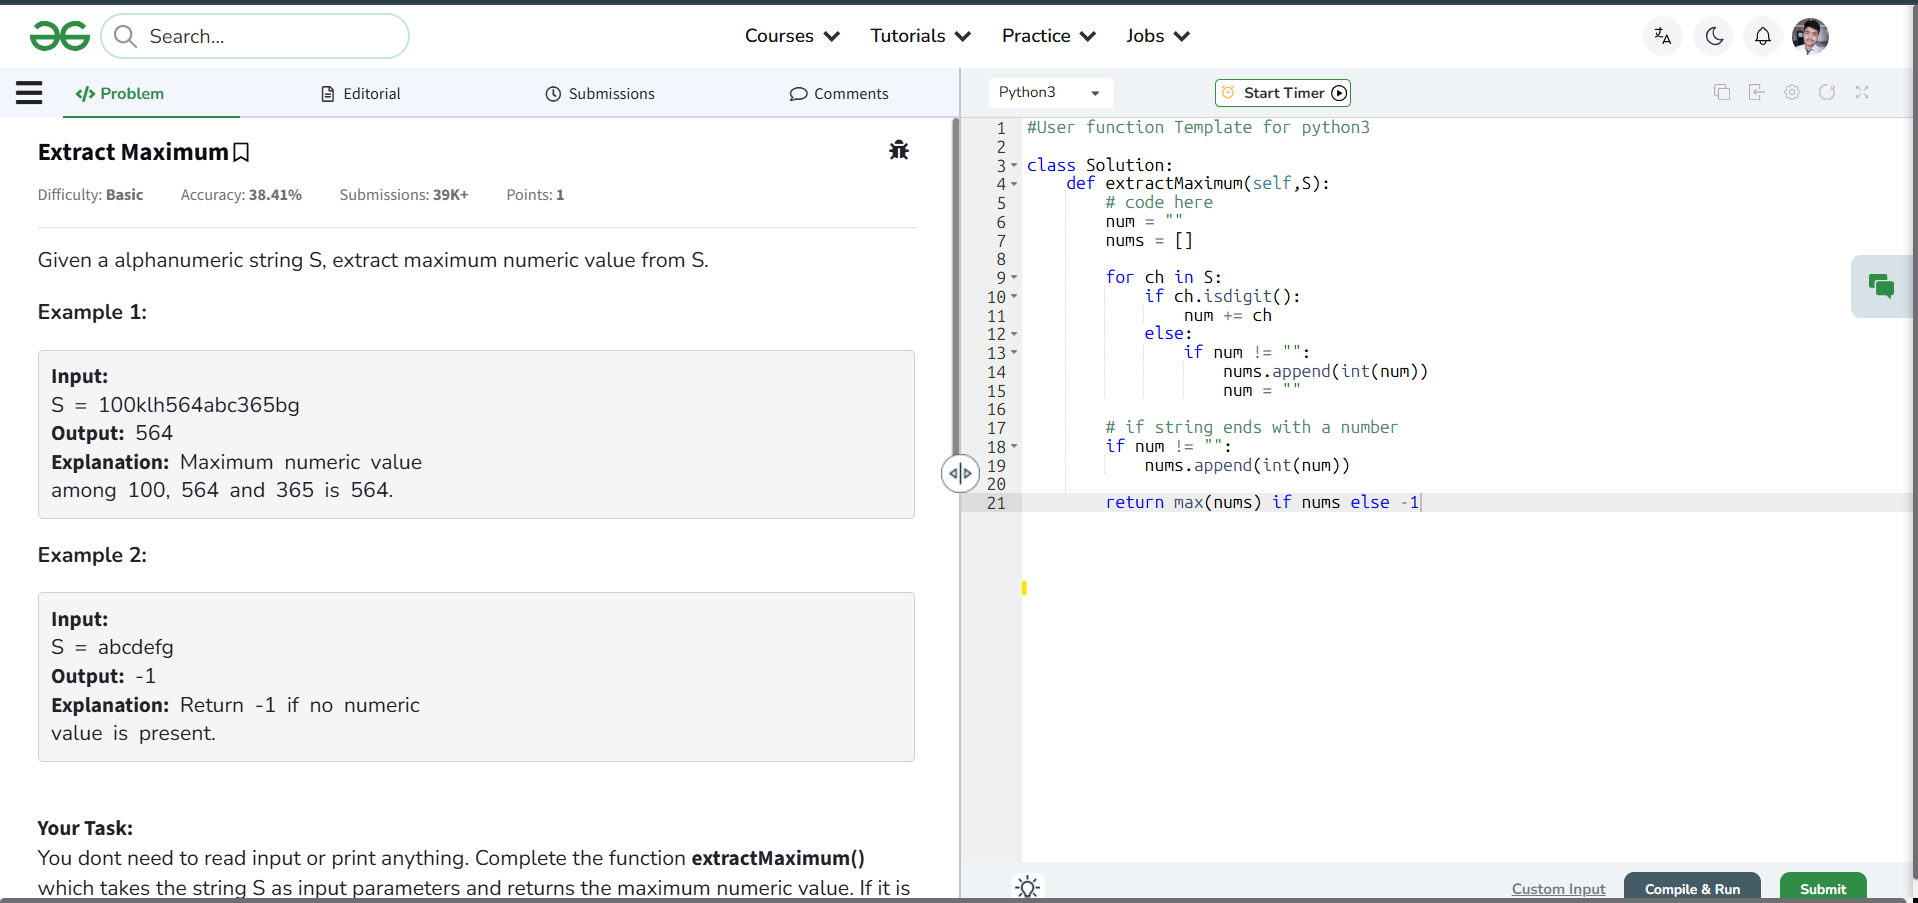 Search...
Courses
Tutorials
Practice
Jobs
Problem
Editorial
Submissions
Comments
Python3
Start Timer
Extract Maximum
Difficulty: Basic Accuracy: 38.41% Submissions: 39K+ Points: 1
Given a alphanumeric string S, extract maximum numeric value from S.
Example 1:
Input:
S = 100klh564abc365bg
Output: 564
Explanation: Maximum numeric value
among 100, 564 and 365 is 564.
Example 2:
Input:
S = abcdefg
Output: -1
Explanation: Return -1 if no numeric
value is present.
Your Task:
You dont need to read input or print anything. Complete the function extractMaximum()
which takes the string S as input parameters and returns the maximum numeric value. If it is
1 #User function Template for python3
2
3 class Solution:
4     def extractMaximum(self,S):
5         # code here
6         num = ""
7         nums = []
8
9         for ch in S:
10             if ch.isdigit():
11                 num += ch
12             else:
13                 if num != "":
14                     nums.append(int(num))
15                     num = ""
16
17         # if string ends with a number
18         if num != "":
19             nums.append(int(num))
20
21         return max(nums) if nums else -1
Custom Input
Compile & Run
Submit